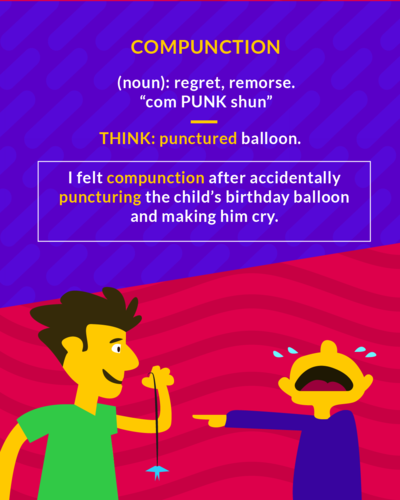 COMPUNCTION
(noun): regret, remorse.
“com PUNK shun”
THINK: punctured balloon.
I felt compunction after accidentally
puncturing the child’s birthday balloon
and making him cry.